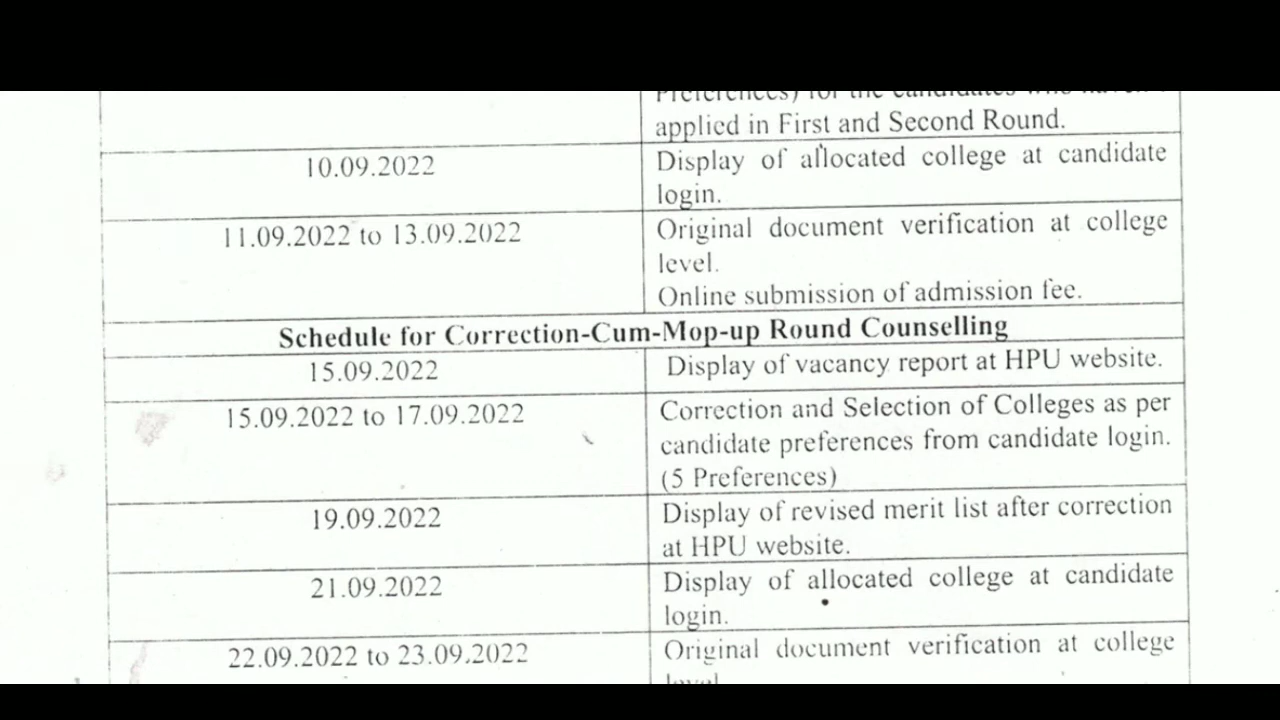 applied in First and Second Round.
10.09.2022
Display of allocated college at candidate
login.
11.09.2022 to 13.09.2022
Original document verification at college
level.
Online submission of admission fee.
Schedule for Correction-Cum-Mop-up Round Counselling
15.09.2022
Display of vacancy report at HPU website.
15.09.2022 to 17.09.2022
Correction and Selection of Colleges as per
candidate preferences from candidate login.
(5 Preferences)
19.09.2022
Display of revised merit list after correction
at HPU website.
21.09.2022
Display of allocated college at candidate
login.
22.09.2022 to 23.09.2022
Original document verification at college